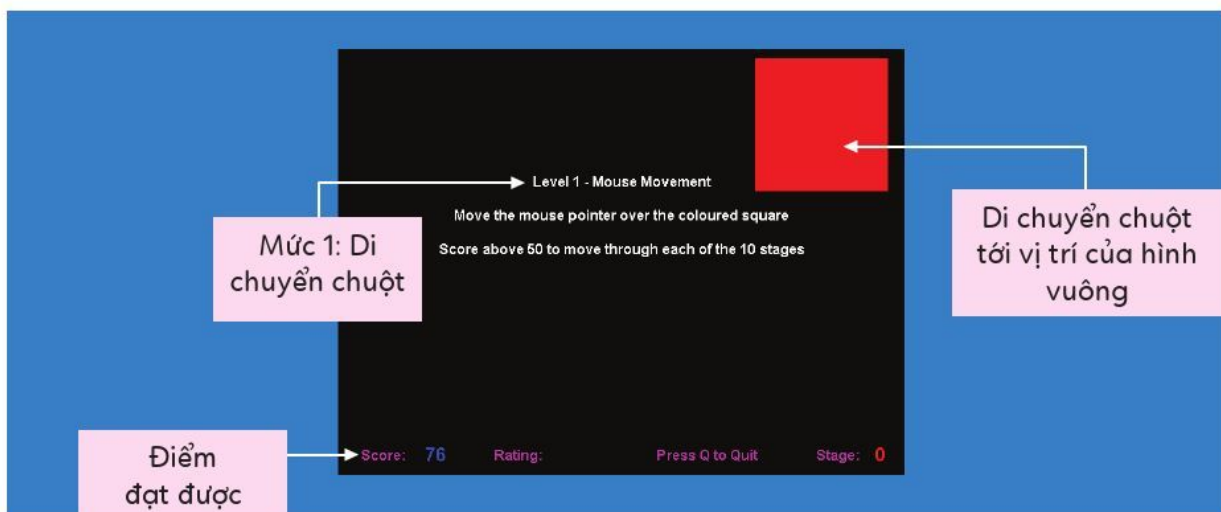 Level 1 - Mouse Movement
Move the mouse pointer over the coloured square
Score above 50 to move through each of the 10 stages
Mức 1: Di
chuyển chuột
Di chuyển chuột
tới vị trí của hình
vuông
Điểm
đạt được
Score: 76 Rating: Press Q to Quit Stage: 0